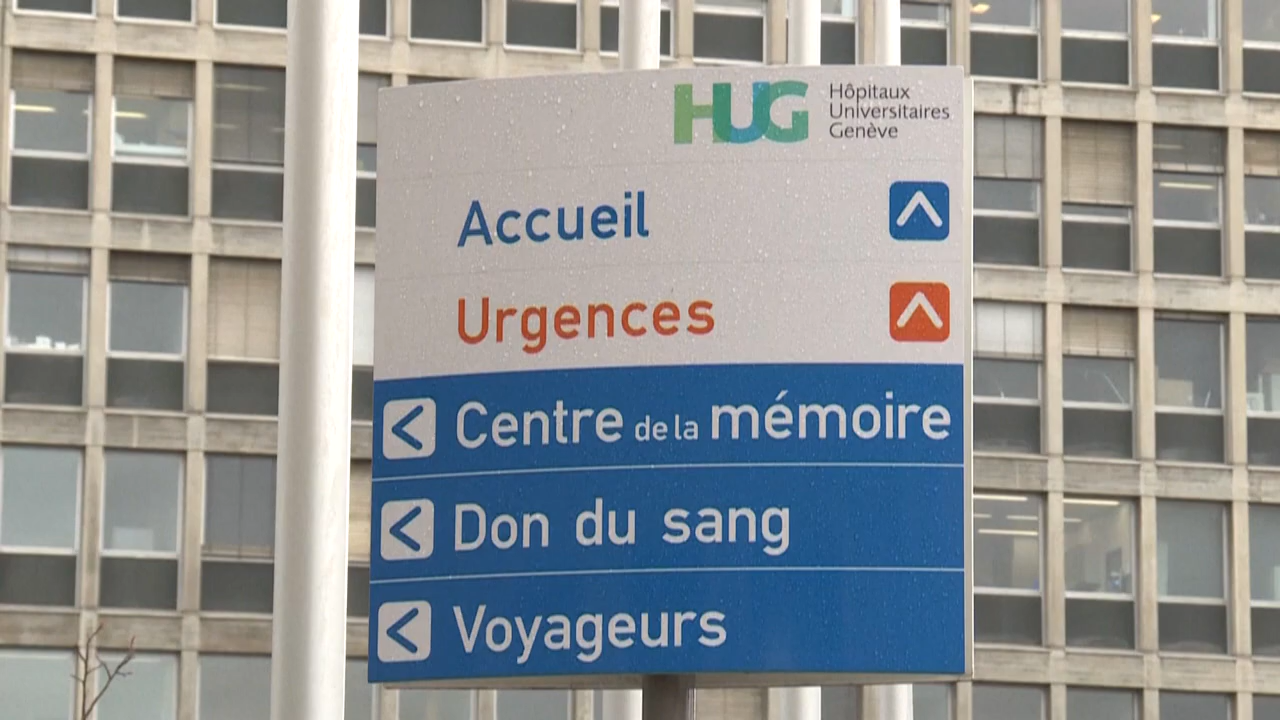 HUG
Hôpitaux
Universitaires
Genève
Accueil
Urgences
Centre de la mémoire
Don du sang
Voyageurs